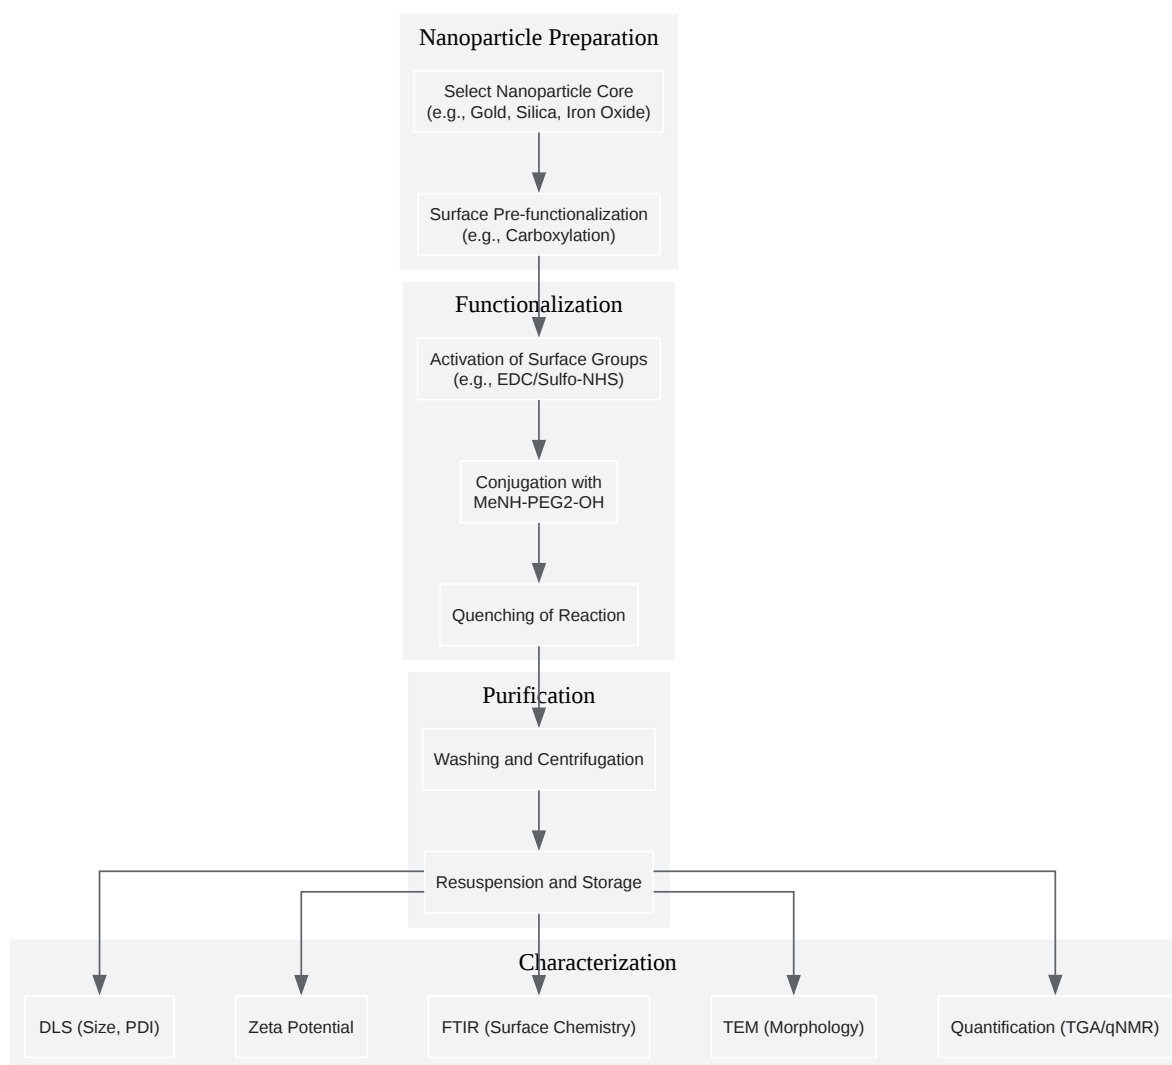 Nanoparticle Preparation
Select Nanoparticle Core
(e.g., Gold, Silica, Iron Oxide)
Surface Pre-functionalization
(e.g., Carboxylation)
Functionalization
Activation of Surface Groups
(e.g., EDC/Sulfo-NHS)
Conjugation with
MeNH-PEG2-OH
Quenching of Reaction
Purification
Washing and Centrifugation
Resuspension and Storage
Characterization
DLS (Size, PDI)
Zeta Potential
FTIR (Surface Chemistry)
TEM (Morphology)
Quantification (TGA/qNMR)